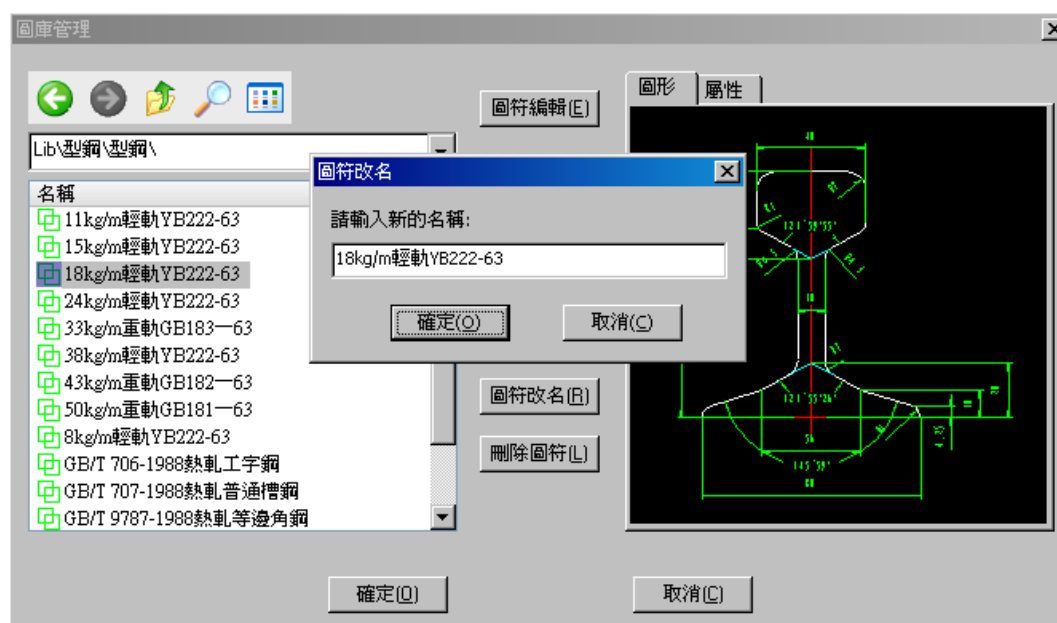 圖庫管理
圖符編輯(E)
圖形
屬性
Lib\型鋼\型鋼\
名稱
11kg/m輕軌YB222-63
15kg/m輕軌YB222-63
18kg/m輕軌YB222-63
24kg/m輕軌YB222-63
33kg/m重軌GB183—63
38kg/m輕軌YB222-63
43kg/m重軌GB182—63
50kg/m重軌GB181—63
8kg/m輕軌YB222-63
GB/T 706-1988熱軋工字鋼
GB/T 707-1988熱軋普通槽鋼
GB/T 9787-1988熱軋等邊角鋼
圖符改名
請輸入新的名稱:
18kg/m輕軌YB222-63
確定(O)
取消(C)
圖符改名(R)
刪除圖符(L)
40
10
56
80
確定(O)
取消(C)